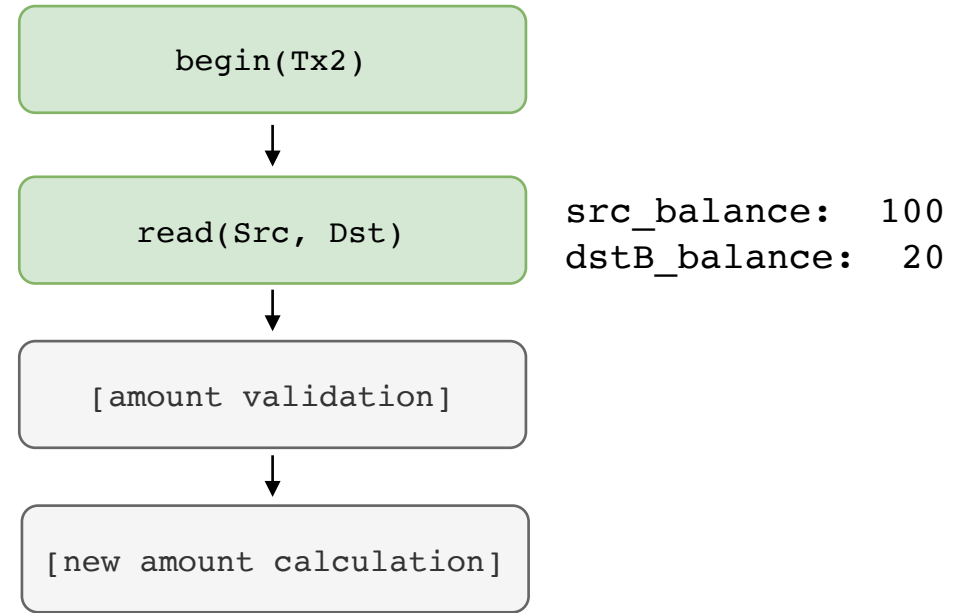 begin(Tx2)
read(Src, Dst)
src_balance: 100
dstB_balance: 20
[amount validation]
[new amount calculation]